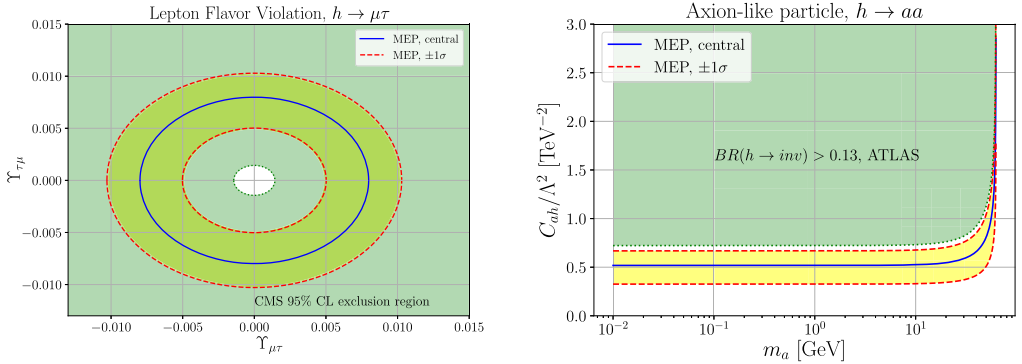 Lepton Flavor Violation, h → μτ
MEP, central
MEP, ±1σ
0.015
0.010
0.005
0.000
−0.005
−0.010
Υτμ
CMS 95% CL exclusion region
−0.010
−0.005
0.000
0.005
0.010
0.015
Υμτ
Axion-like particle, h → aa
MEP, central
MEP, ±1σ
3.0
2.5
2.0
1.5
1.0
0.5
0.0
C_ah/Λ² [TeV⁻²]
BR(h → inv) > 0.13, ATLAS
10⁻²
10⁻¹
10⁰
10¹
m_a [GeV]